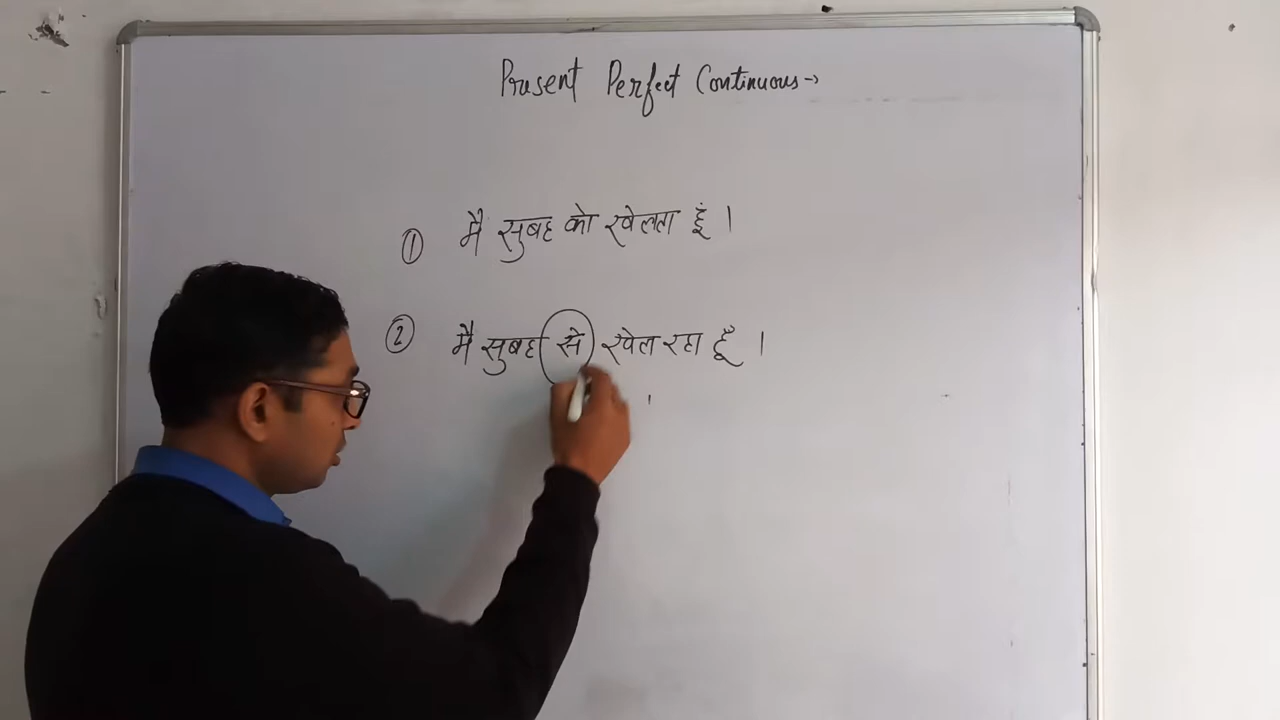 Present Perfect Continuous→
① मैं सुबह को खेलता हूं ।
② मैं सुबह से खेल रहा हूँ ।